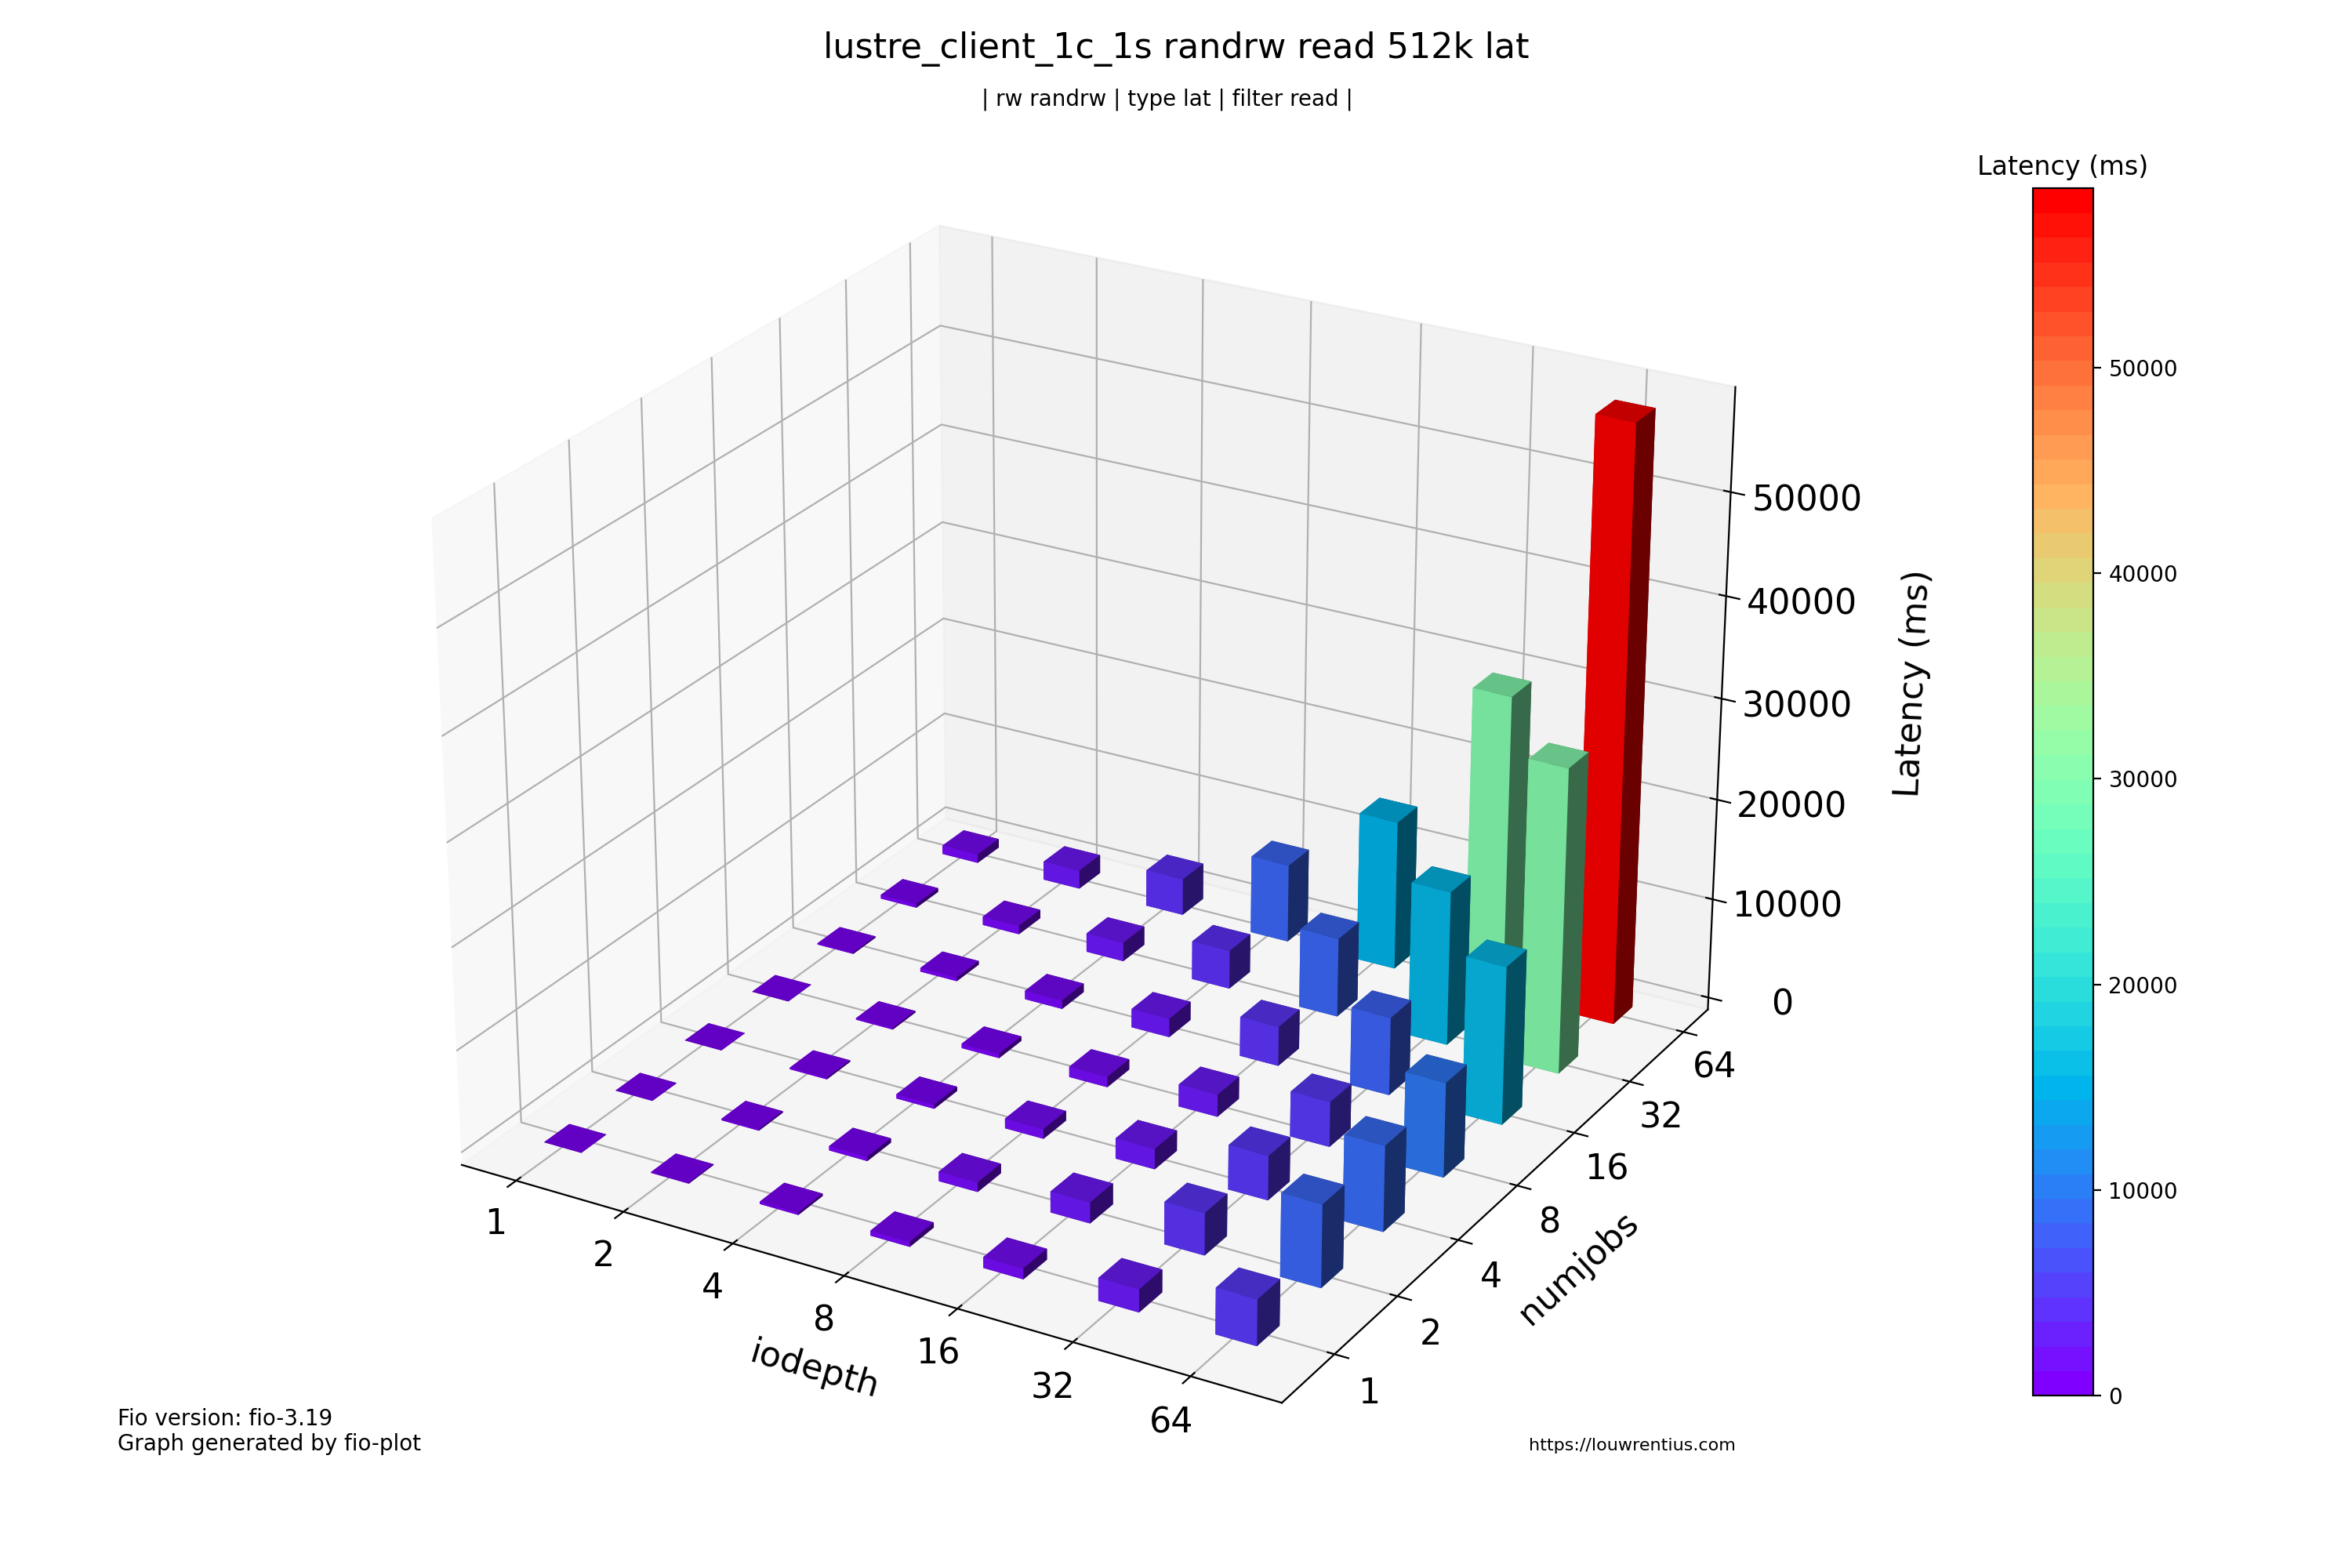 lustre_client_1c_1s randrw read 512k lat
| rw randrw | type lat | filter read |
Latency (ms)
50000
40000
30000
20000
10000
0
Latency (ms)
50000
40000
30000
20000
10000
0
64
32
16
8
4
2
1
numjobs
1
2
4
8
16
32
64
iodepth
Fio version: fio-3.19
Graph generated by fio-plot
https://louwrentius.com